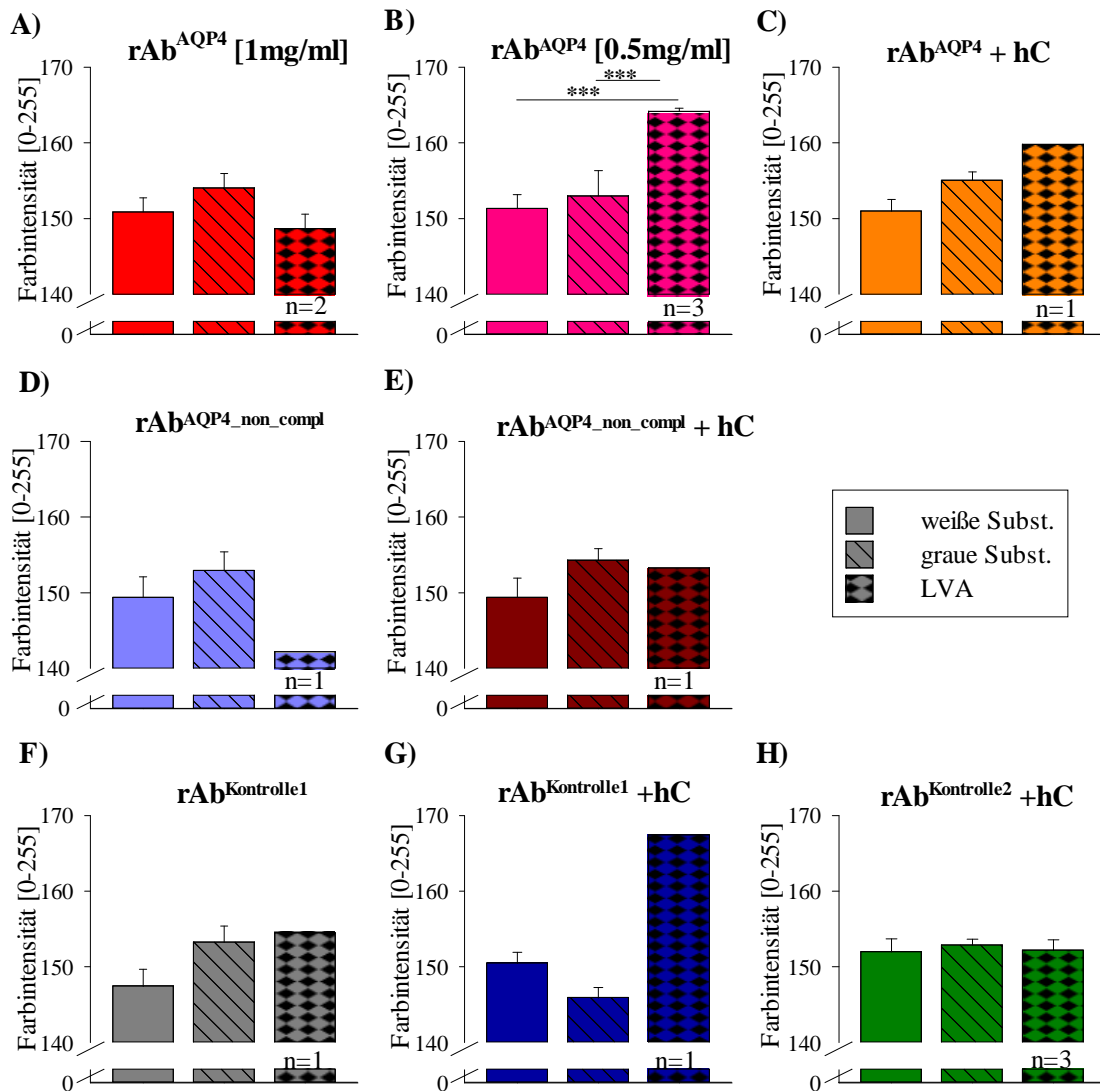 A)
rAb^AQP4 [1mg/ml]
Farbintensität [0-255]
170
160
150
140
0
n=2
B)
rAb^AQP4 [0.5mg/ml]
Farbintensität [0-255]
170
160
150
140
0
***
***
n=3
C)
rAb^AQP4 + hC
Farbintensität [0-255]
170
160
150
140
0
n=1
D)
rAb^AQP4_non_compl
Farbintensität [0-255]
170
160
150
140
0
n=1
E)
rAb^AQP4_non_compl + hC
Farbintensität [0-255]
170
160
150
140
0
n=1
weiße Subst.
graue Subst.
LVA
F)
rAb^Kontrolle1
Farbintensität [0-255]
170
160
150
140
0
n=1
G)
rAb^Kontrolle1 +hC
Farbintensität [0-255]
170
160
150
140
0
n=1
H)
rAb^Kontrolle2 +hC
Farbintensität [0-255]
170
160
150
140
0
n=3